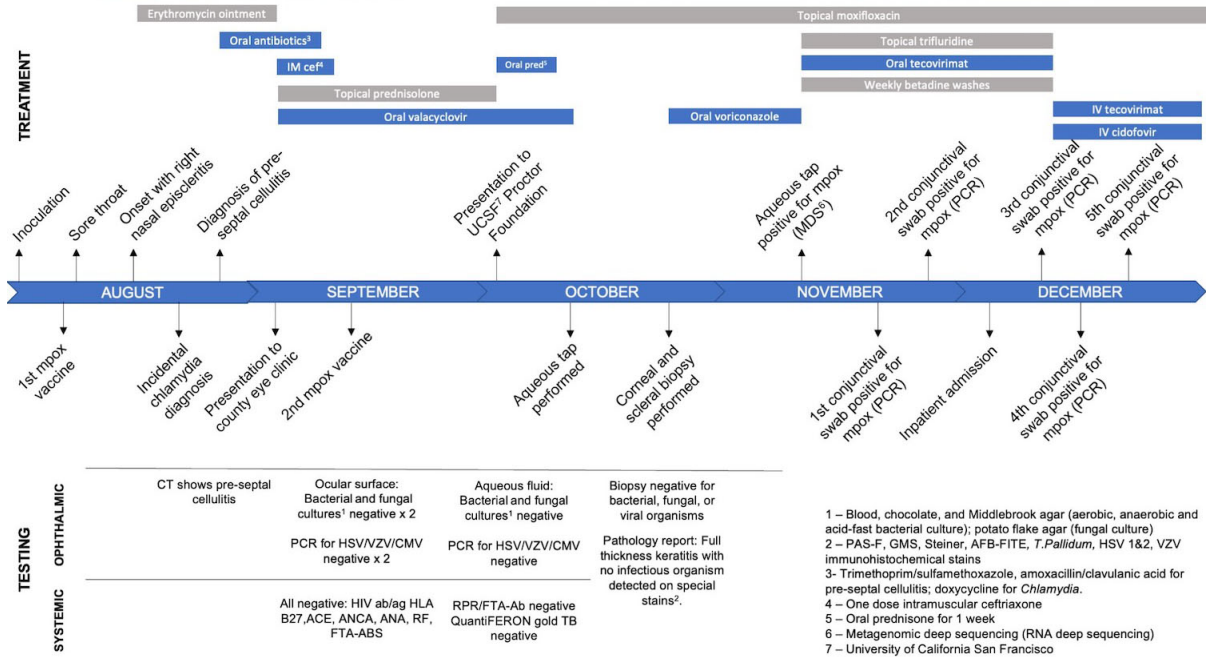 TREATMENT
Erythromycin ointment
Topical moxifloxacin
Oral antibiotics³
Topical trifluridine
IM cef⁴
Oral pred⁵
Oral tecovirimat
Topical prednisolone
Weekly betadine washes
Oral valacyclovir
Oral voriconazole
IV tecovirimat
IV cidofovir
Inoculation
Sore throat
Onset with right
nasal episcleritis
Diagnosis of pre-
septal cellulitis
Presentation to
UCSF⁷ Proctor
Foundation
Aqueous tap
positive for mpox
(MDS⁶)
2nd conjunctival
swab positive for
mpox (PCR)
3rd conjunctival
swab positive for
mpox (PCR)
5th conjunctival
swab positive for
mpox (PCR)
AUGUST
SEPTEMBER
OCTOBER
NOVEMBER
DECEMBER
1st mpox
vaccine
Incidental
chlamydia
diagnosis
Presentation to
county eye clinic
2nd mpox vaccine
Aqueous tap
performed
Corneal and
scleral biopsy
performed
1st conjunctival
swab positive for
mpox (PCR)
Inpatient admission
4th conjunctival
swab positive for
mpox (PCR)
TESTING
OPHTHALMIC
CT shows pre-septal
cellulitis
Ocular surface:
Bacterial and fungal
cultures¹ negative x 2
PCR for HSV/VZV/CMV
negative x 2
Aqueous fluid:
Bacterial and fungal
cultures¹ negative
PCR for HSV/VZV/CMV
negative
Biopsy negative for
bacterial, fungal, or
viral organisms
Pathology report: Full
thickness keratitis with
no infectious organism
detected on special
stains².
SYSTEMIC
All negative: HIV ab/ag HLA
B27,ACE, ANCA, ANA, RF,
FTA-ABS
RPR/FTA-Ab negative
QuantiFERON gold TB
negative
1 – Blood, chocolate, and Middlebrook agar (aerobic, anaerobic and
acid-fast bacterial culture); potato flake agar (fungal culture)
2 – PAS-F, GMS, Steiner, AFB-FITE, T.Pallidum, HSV 1&2, VZV
immunohistochemical stains
3- Trimethoprim/sulfamethoxazole, amoxacillin/clavulanic acid for
pre-septal cellulitis; doxycycline for Chlamydia.
4 – One dose intramuscular ceftriaxone
5 – Oral prednisone for 1 week
6 – Metagenomic deep sequencing (RNA deep sequencing)
7 – University of California San Francisco